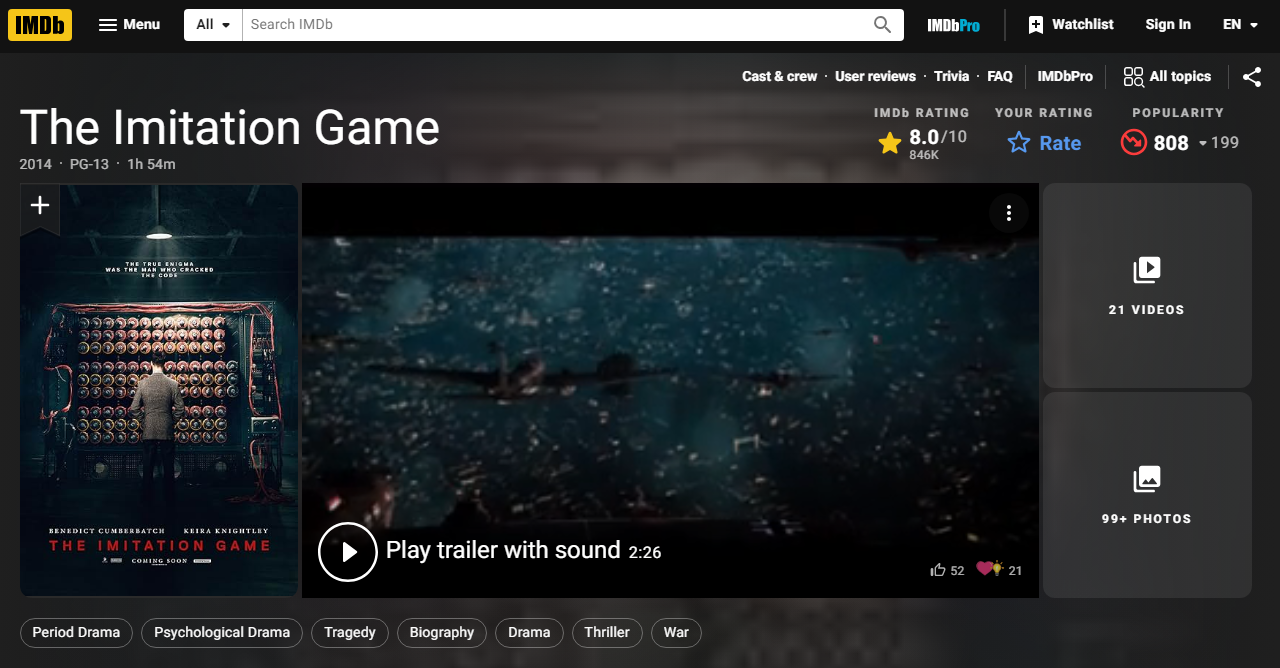 IMDb
Menu
All
Search IMDb
IMDbPro
Watchlist
Sign In
EN
Cast & crew · User reviews · Trivia · FAQ
IMDbPro
All topics
The Imitation Game
2014 · PG-13 · 1h 54m
IMDb RATING
8.0/10
846K
YOUR RATING
Rate
POPULARITY
808
199
THE TRUE ENIGMA
WAS THE MAN WHO CRACKED
THE CODE
BENEDICT CUMBERBATCH KEIRA KNIGHTLEY
THE IMITATION GAME
COMING SOON
Play trailer with sound 2:26
52
21
21 VIDEOS
99+ PHOTOS
Period Drama
Psychological Drama
Tragedy
Biography
Drama
Thriller
War